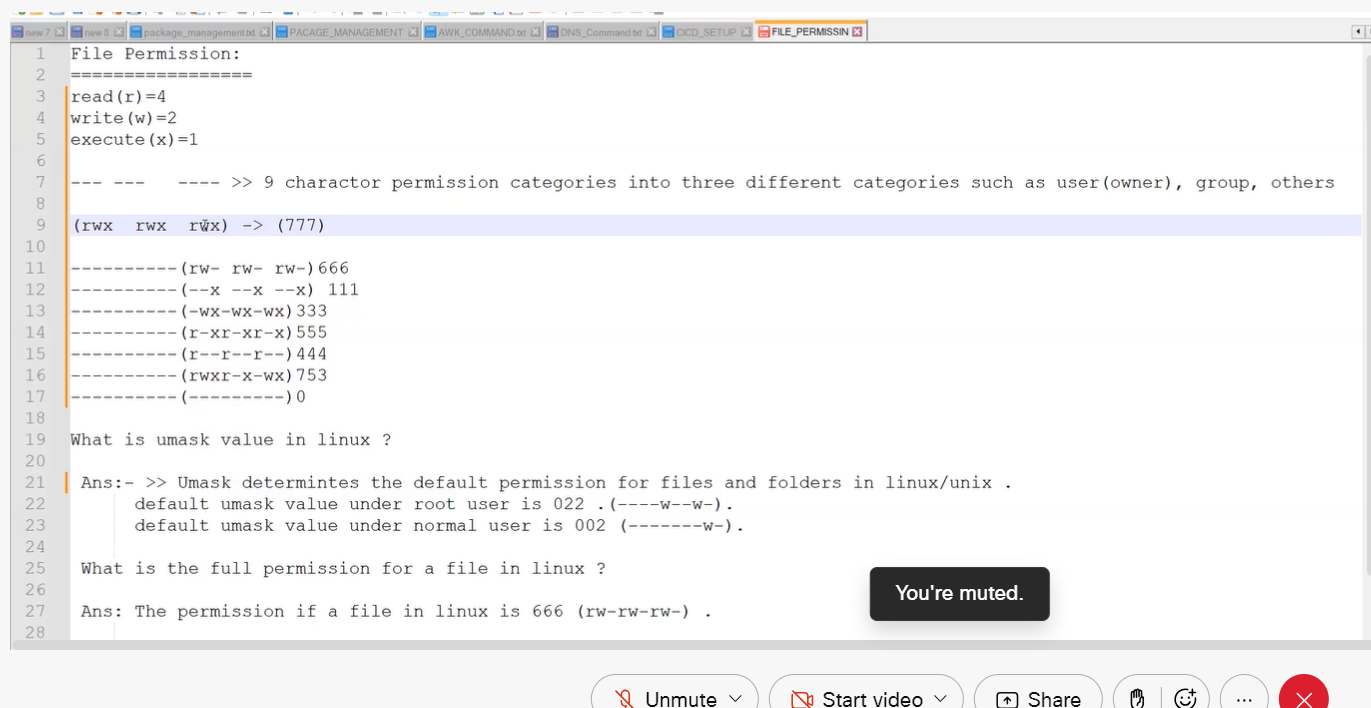 new 7 new 8 package_management.txt PACAGE_MANAGEMENT AWK_COMMAND.txt DNS_Command.txt CICD_SETUP FILE_PERMISSIN
1 File Permission:
2 =================
3 read(r)=4
4 write(w)=2
5 execute(x)=1
6
7 --- --- ---- >> 9 charactor permission categories into three different categories such as user(owner), group, others
8
9 (rwx rwx rwx) -> (777)
10
11 ----------(rw- rw- rw-)666
12 ----------(--x --x --x) 111
13 ----------(-wx-wx-wx)333
14 ----------(r-xr-xr-x)555
15 ----------(r--r--r--)444
16 ----------(rwxr-x-wx)753
17 ----------(---------)0
18
19 What is umask value in linux ?
20
21 Ans:- >> Umask determintes the default permission for files and folders in linux/unix .
22 default umask value under root user is 022 .(----w--w-).
23 default umask value under normal user is 002 (-------w-).
24
25 What is the full permission for a file in linux ?
26
27 Ans: The permission if a file in linux is 666 (rw-rw-rw-) .
28
You're muted.
Unmute Start video Share